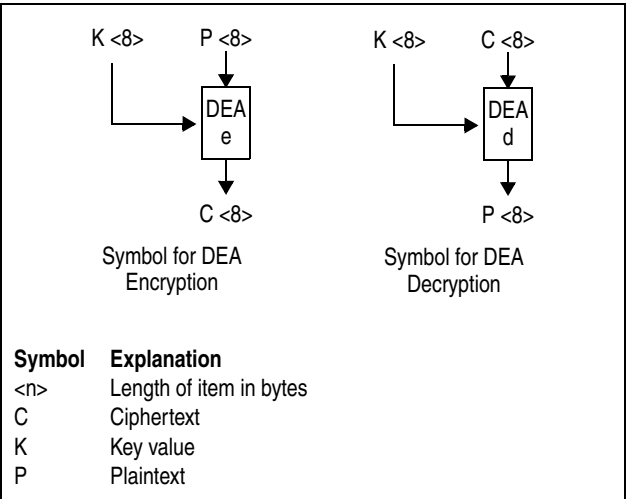 K <8> P <8> K <8> C <8>
DEA DEA
e d
C <8> P <8>
Symbol for DEA Symbol for DEA
Encryption Decryption
Symbol Explanation
<n> Length of item in bytes
C Ciphertext
K Key value
P Plaintext